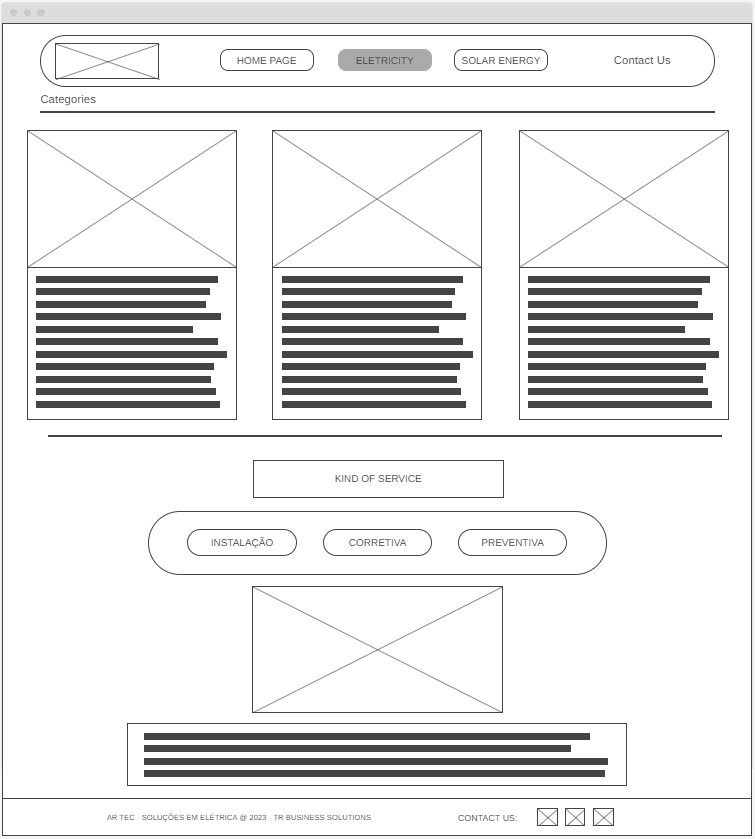 HOME PAGE
ELETRICITY
SOLAR ENERGY
Contact Us
Categories
KIND OF SERVICE
INSTALAÇÃO
CORRETIVA
PREVENTIVA
AR TEC · SOLUÇÕES EM ELÉTRICA @ 2023 · TR BUSINESS SOLUTIONS
CONTACT US: